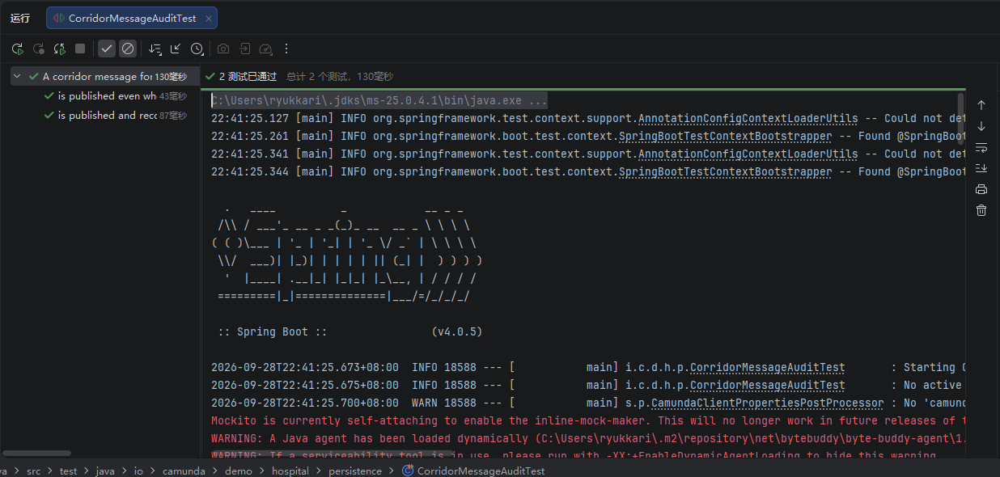 运行
CorridorMessageAuditTest
A corridor message for 130毫秒
is published even wh 43毫秒
is published and reco 87毫秒
2 测试已通过 总计 2 个测试, 130毫秒
C:\Users\ryukkari\.jdks\ms-25.0.4.1\bin\java.exe ...
22:41:25.127 [main] INFO org.springframework.test.context.support.AnnotationConfigContextLoaderUtils -- Could not det
22:41:25.261 [main] INFO org.springframework.boot.test.context.SpringBootTestContextBootstrapper -- Found @SpringBoot
22:41:25.341 [main] INFO org.springframework.test.context.support.AnnotationConfigContextLoaderUtils -- Could not det
22:41:25.344 [main] INFO org.springframework.boot.test.context.SpringBootTestContextBootstrapper -- Found @SpringBoot
  .   ____          _            __ _ _
 /\\ / ___'_ __ _ _(_)_ __  __ _ \ \ \ \
( ( )\___ | '_ | '_| | '_ \/ _` | \ \ \ \
 \\/  ___)| |_)| | | | | || (_| |  ) ) ) )
  '  |____| .__|_| |_|_| |_\__, | / / / /
 =========|_|==============|___/=/_/_/_/
:: Spring Boot :: (v4.0.5)
2026-09-28T22:41:25.673+08:00  INFO 18588 --- [           main] i.c.d.h.p.CorridorMessageAuditTest       : Starting C
2026-09-28T22:41:25.675+08:00  INFO 18588 --- [           main] i.c.d.h.p.CorridorMessageAuditTest       : No active
2026-09-28T22:41:25.700+08:00  WARN 18588 --- [           main] s.p.CamundaClientPropertiesPostProcessor : No 'camund
Mockito is currently self-attaching to enable the inline-mock-maker. This will no longer work in future releases of t
WARNING: A Java agent has been loaded dynamically (C:\Users\ryukkari\.m2\repository\net\bytebuddy\byte-buddy-agent\1.
WARNING: If a serviceability tool is in use, please run with -XX:+EnableDynamicAgentLoading to hide this warning
va > src > test > java > io > camunda > demo > hospital > persistence > CorridorMessageAuditTest